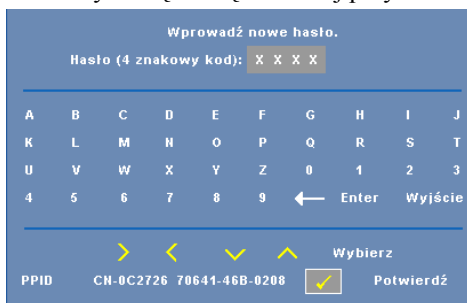 Wprowadź nowe hasło.
Hasło (4 znakowy kod): X X X X
A B C D E F G H I J
K L M N O P Q R S T
U V W X Y Z 0 1 2 3
4 5 6 7 8 9 ← Enter Wyjście
Wybierz
PPID CN-0C2726 70641-46B-0208 ✓ Potwierdź